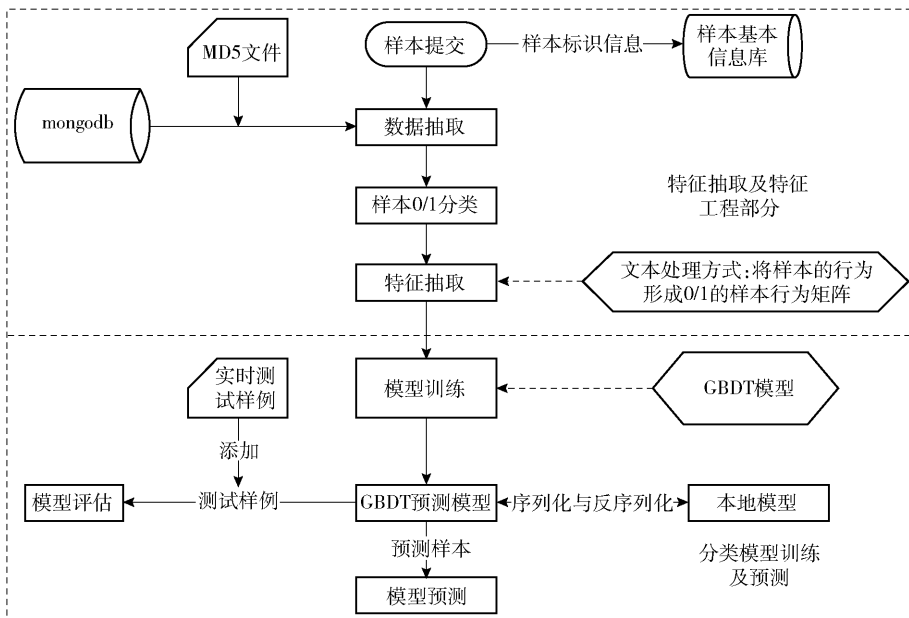 MD5文件
样本提交
样本标识信息
样本基本
信息库
mongodb
数据抽取
样本0/1分类
特征抽取及特征
工程部分
特征抽取
文本处理方式:将样本的行为
形成0/1的样本行为矩阵
实时测
试样例
模型训练
GBDT模型
添加
模型评估
测试样例
GBDT预测模型
序列化与反序列化
本地模型
预测样本
分类模型训练
及预测
模型预测